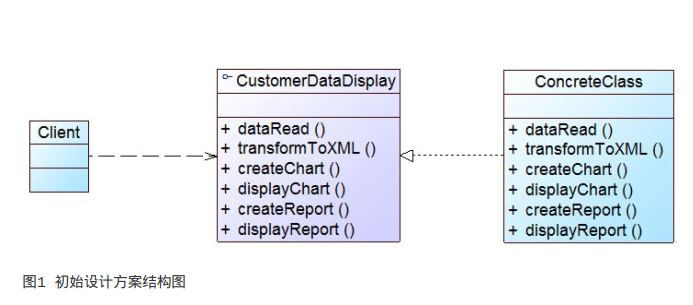 Client
CustomerDataDisplay
+ dataRead ()
+ transformToXML ()
+ createChart ()
+ displayChart ()
+ createReport ()
+ displayReport ()
ConcreteClass
+ dataRead ()
+ transformToXML ()
+ createChart ()
+ displayChart ()
+ createReport ()
+ displayReport ()
图1 初始设计方案结构图